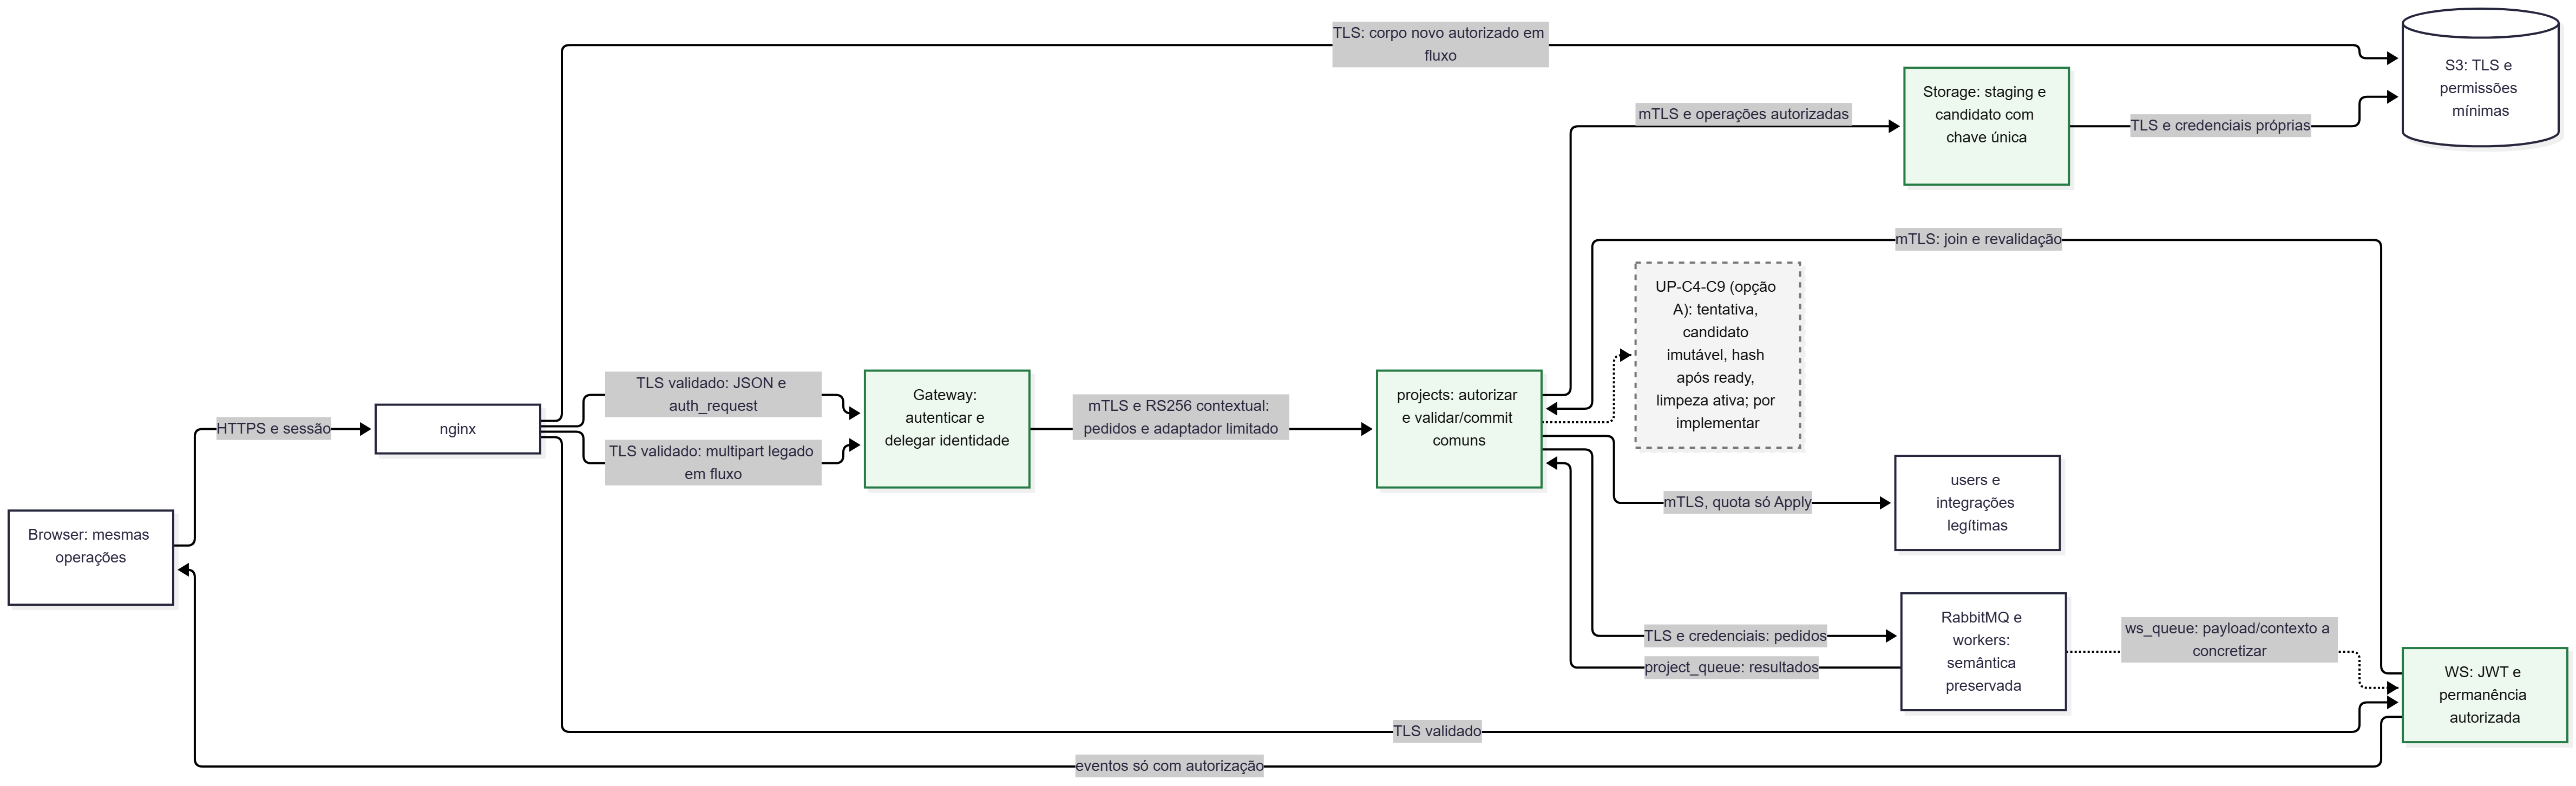 TLS: corpo novo autorizado em
fluxo
S3: TLS e
permissões
mínimas
Storage: staging e
candidato com
chave única
mTLS e operações autorizadas
TLS e credenciais próprias
mTLS: join e revalidação
UP-C4-C9 (opção
A): tentativa,
candidato
imutável, hash
após ready,
limpeza ativa; por
implementar
TLS validado: JSON e
auth_request
Gateway:
autenticar e
delegar identidade
mTLS e RS256 contextual:
pedidos e adaptador limitado
projects: autorizar
e validar/commit
comuns
HTTPS e sessão
nginx
TLS validado: multipart legado
em fluxo
users e
integrações
legítimas
mTLS, quota só Apply
Browser: mesmas
operações
RabbitMQ e
workers:
semântica
preservada
TLS e credenciais: pedidos
project_queue: resultados
ws_queue: payload/contexto a
concretizar
WS: JWT e
permanência
autorizada
TLS validado
eventos só com autorização